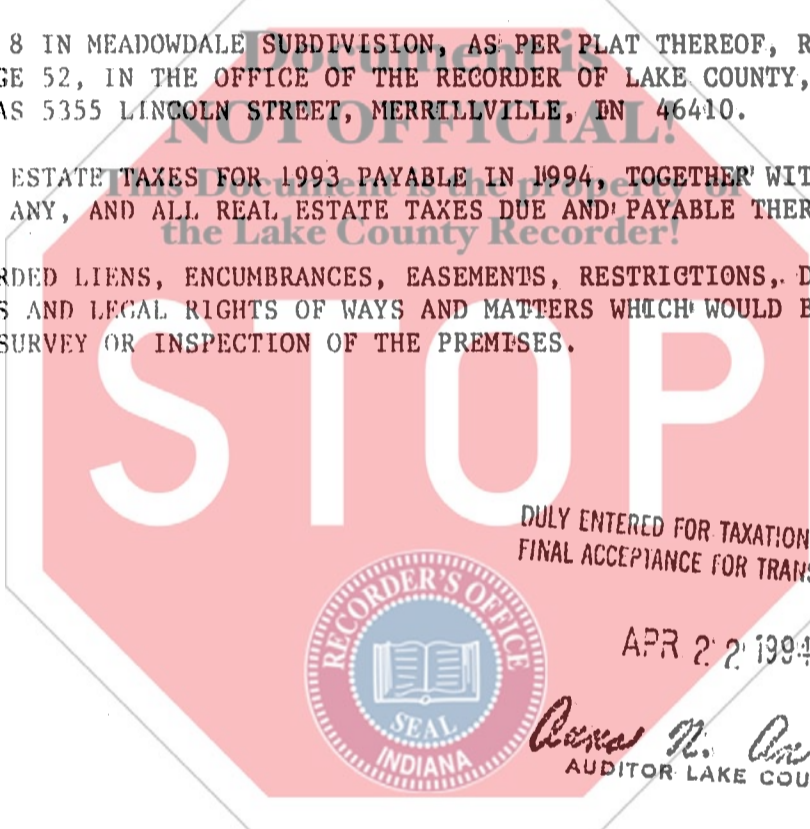 8 IN MEADOWDALE SUBDIVISION, AS PER PLAT THEREOF, R
GE 52, IN THE OFFICE OF THE RECORDER OF LAKE COUNTY,
AS 5355 LINCOLN STREET, MERRILLVILLE, IN 46410.
Document is
NOT OFFICIAL!
This Document is the property of
the Lake County Recorder!
ESTATE TAXES FOR 1993 PAYABLE IN 1994, TOGETHER WIT
ANY, AND ALL REAL ESTATE TAXES DUE AND PAYABLE THER
RDED LIENS, ENCUMBRANCES, EASEMENTS, RESTRICTIONS, D
S AND LEGAL RIGHTS OF WAYS AND MATTERS WHICH WOULD B
SURVEY OR INSPECTION OF THE PREMISES.
STOP
DULY ENTERED FOR TAXATION
FINAL ACCEPTANCE FOR TRANS
APR 22 1994
RECORDER'S OFFICE
SEAL
INDIANA
AUDITOR LAKE COU